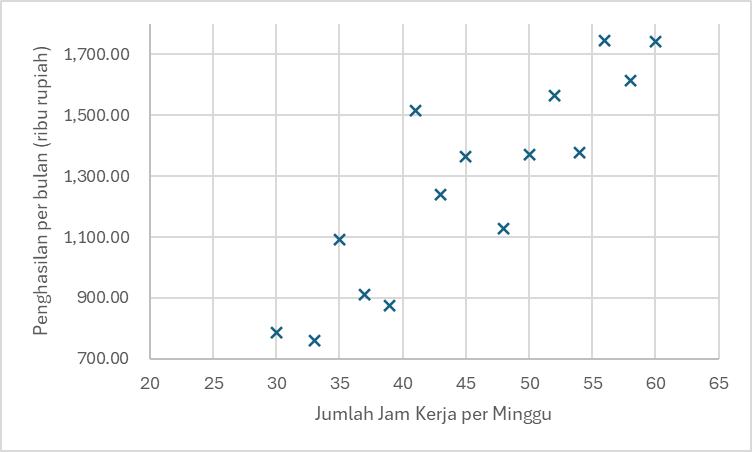 Penghasilan per bulan (ribu rupiah)
1,700.00
1,500.00
1,300.00
1,100.00
900.00
700.00
20 25 30 35 40 45 50 55 60 65
Jumlah Jam Kerja per Minggu